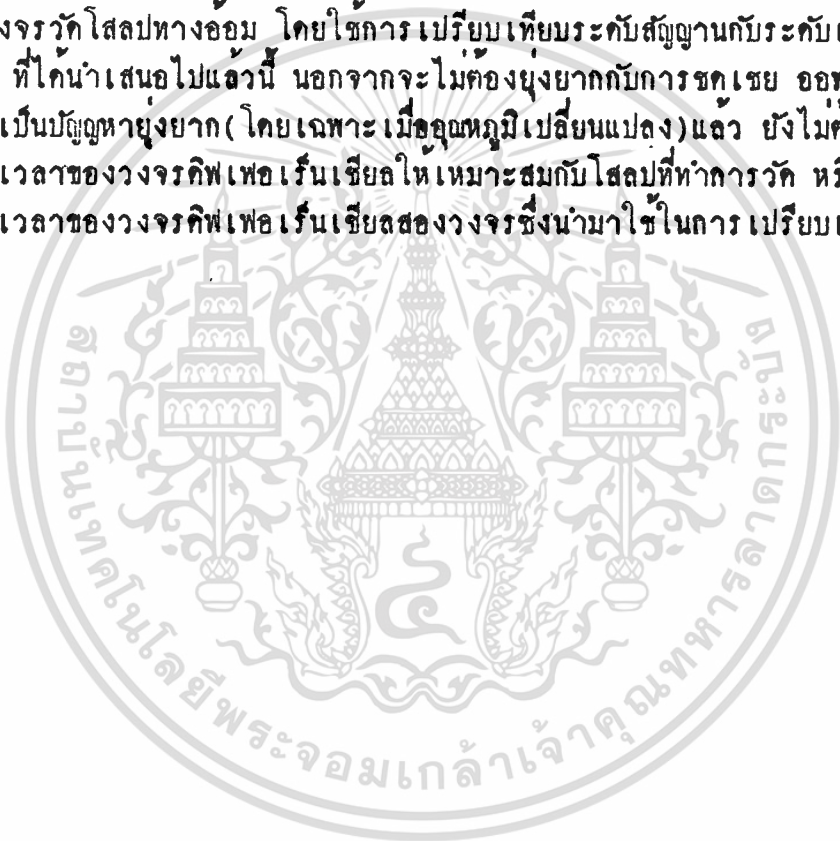 งจรวัดโสลปทางอ้อม โดยใช้การเปรียบเทียบระดับสัญญานกับระดับเ
ที่ได้นำเสนอไปแล้วนี้ นอกจากจะไม่ต้องยุ่งยากกับการชดเชย ออฟ
เป็นปัญหายุ่งยาก(โดยเฉพาะเมื่ออุณหภูมิเปลี่ยนแปลง)แล้ว ยังไม่ต
เวลาของวงจรดิฟเฟอเร็นเชียลให้เหมาะสมกับโสลปที่ทำการวัด หรื
เวลาของวงจรดิฟเฟอเร็นเชียลสองวงจรซึ่งนำมาใช้ในการเปรียบเ
สถาบันเทคโนโลยีพระจอมเกล้าเจ้าคุณทหารลาดกระบัง
๔